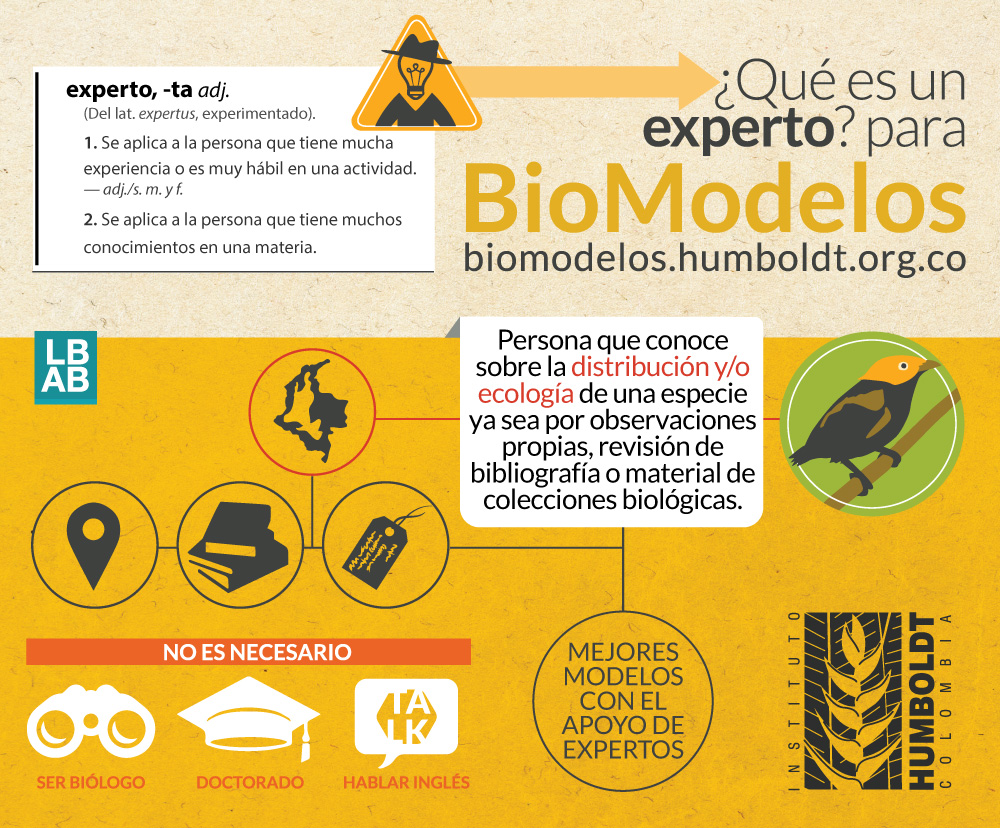 experto, -ta adj.
(Del lat. expertus, experimentado).
1. Se aplica a la persona que tiene mucha
experiencia o es muy hábil en una actividad.
— adj./s. m. y f.
2. Se aplica a la persona que tiene muchos
conocimientos en una materia.
¿Qué es un
experto? para
BioModelos
biomodelos.humboldt.org.co
LB
AB
Persona que conoce
sobre la distribución y/o
ecología de una especie
ya sea por observaciones
propias, revisión de
bibliografía o material de
colecciones biológicas.
NO ES NECESARIO
TA
LK
SER BIÓLOGO
DOCTORADO
HABLAR INGLÉS
MEJORES
MODELOS
CON EL
APOYO DE
EXPERTOS
INSTITUTO
HUMBOLDT
COLOMBIA